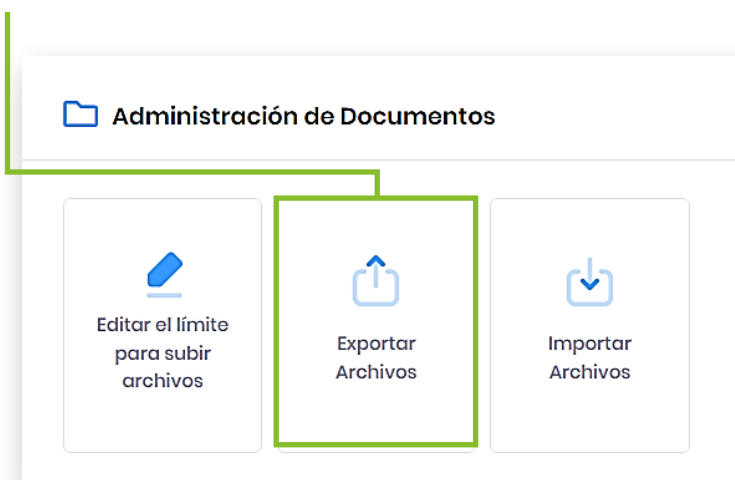 Administración de Documentos
Editar el límite
para subir
archivos
Exportar
Archivos
Importar
Archivos